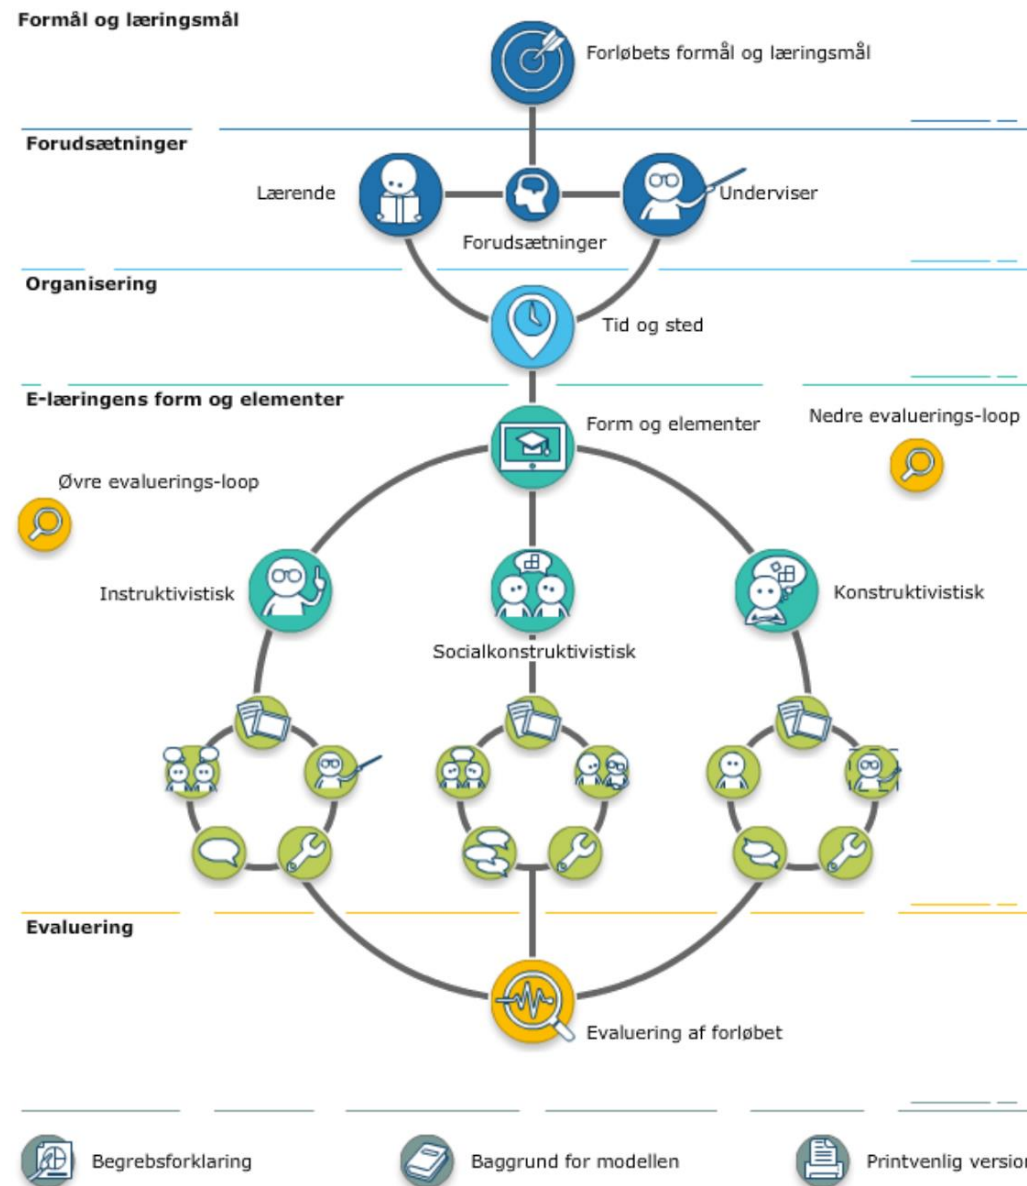 Formål og læringsmål
Forløbets formål og læringsmål
Forudsætninger
Lærende
Underviser
Forudsætninger
Organisering
Tid og sted
E-læringens form og elementer
Form og elementer
Nedre evaluerings-loop
Øvre evaluerings-loop
Instruktivistisk
Konstruktivistisk
Socialkonstruktivistisk
Evaluering
Evaluering af forløbet
Begrebsforklaring
Baggrund for modellen
Printvenlig version